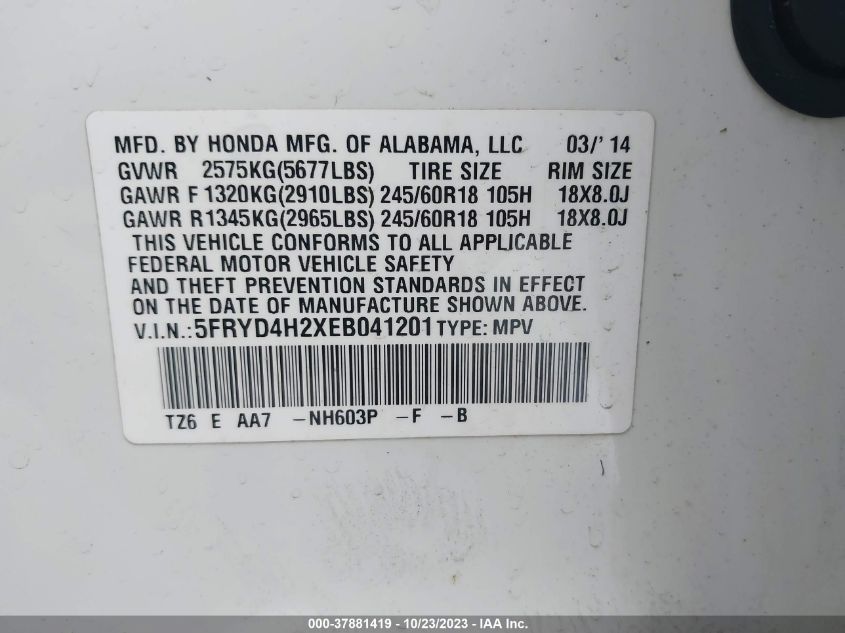 MFD. BY HONDA MFG. OF ALABAMA, LLC 03/'14
GVWR 2575KG(5677LBS) TIRE SIZE RIM SIZE
GAWR F 1320KG(2910LBS) 245/60R18 105H 18X8.0J
GAWR R 1345KG(2965LBS) 245/60R18 105H 18X8.0J
THIS VEHICLE CONFORMS TO ALL APPLICABLE
FEDERAL MOTOR VEHICLE SAFETY
AND THEFT PREVENTION STANDARDS IN EFFECT
ON THE DATE OF MANUFACTURE SHOWN ABOVE.
V.I.N.: 5FRYD4H2XEB041201 TYPE: MPV
TZ6 E AA7 -NH603P -F -B
000-37881419 - 10/23/2023 - IAA Inc.